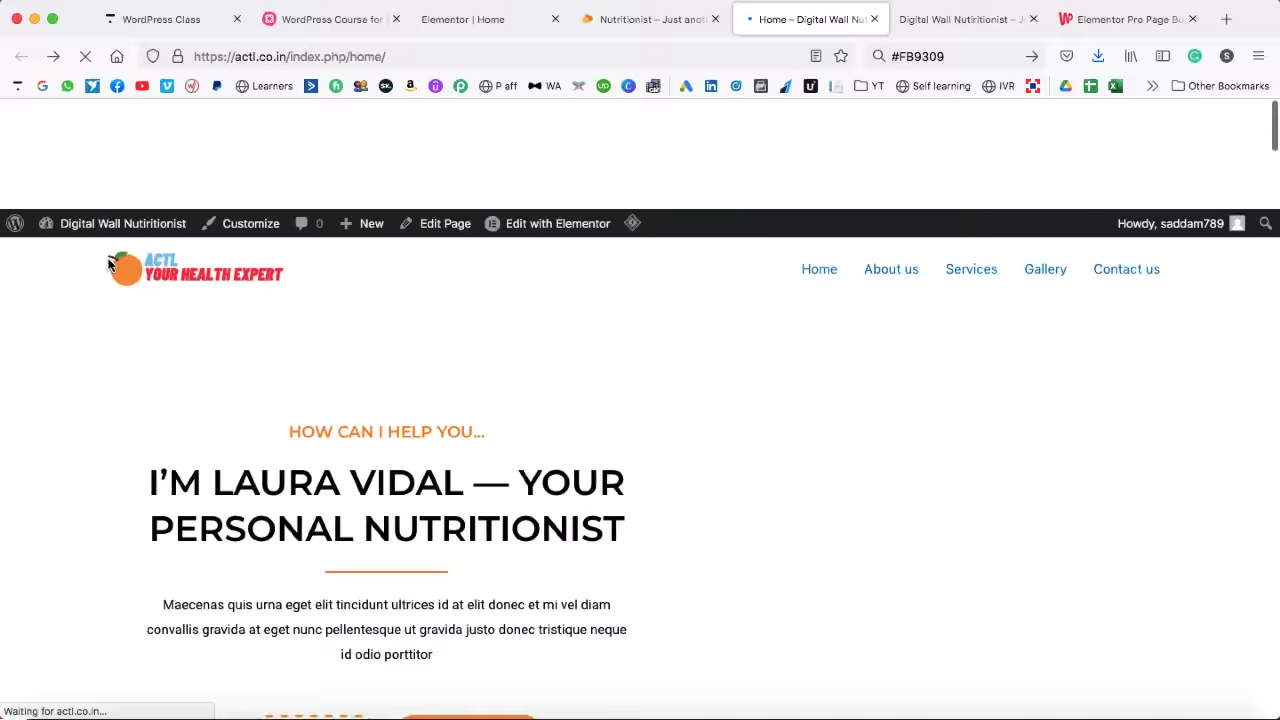 WordPress Class
WordPress Course for
Elementor | Home
Nutritionist – Just anot
Home – Digital Wall Nut
Digital Wall Nutiritionist – J
Elementor Pro Page Bu
https://actl.co.in/index.php/home/
#FB9309
Learners
P aff
WA
YT
Self learning
IVR
Other Bookmarks
Digital Wall Nutiritionist
Customize
0
New
Edit Page
Edit with Elementor
Howdy, saddam789
ACTL
YOUR HEALTH EXPERT
Home
About us
Services
Gallery
Contact us
HOW CAN I HELP YOU...
I’M LAURA VIDAL — YOUR
PERSONAL NUTRITIONIST
Maecenas quis urna eget elit tincidunt ultrices id at elit donec et mi vel diam
convallis gravida at eget nunc pellentesque ut gravida justo donec tristique neque
id odio porttitor
Waiting for actl.co.in...